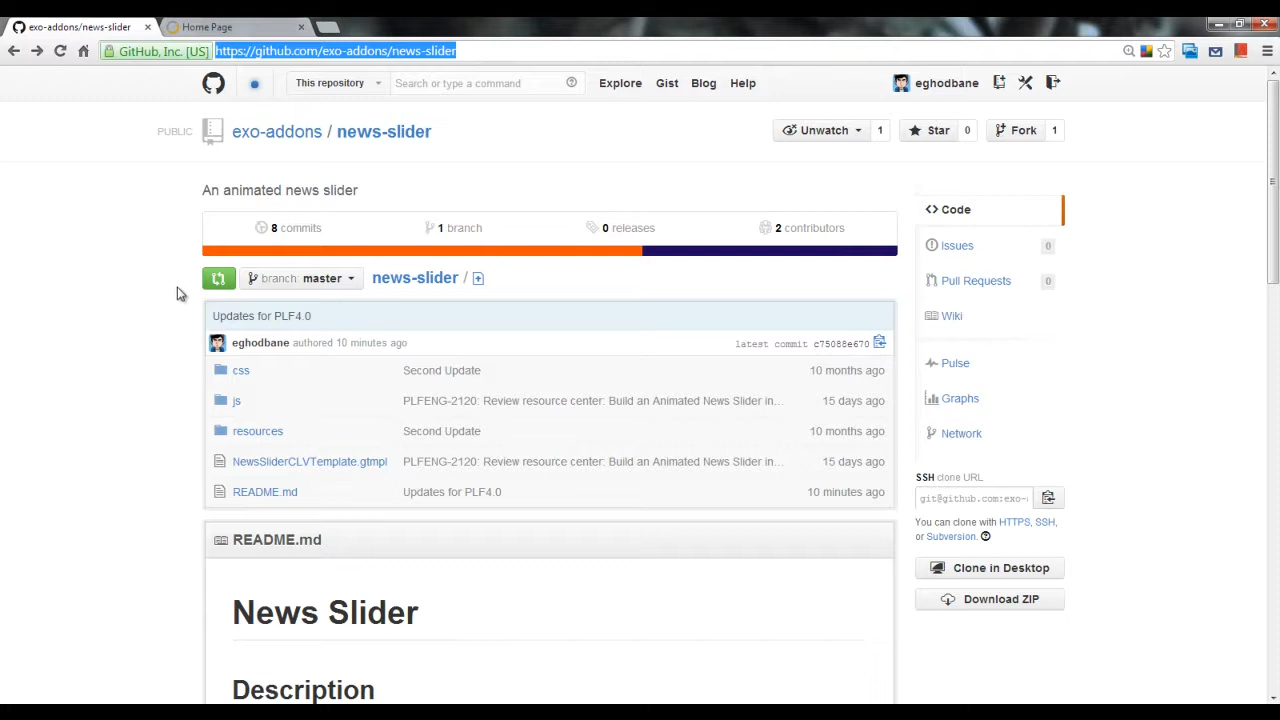 exo-addons/news-slider
Home Page
GitHub, Inc. [US]
https://github.com/exo-addons/news-slider
This repository
Search or type a command
Explore
Gist
Blog
Help
eghodbane
PUBLIC
exo-addons / news-slider
Unwatch
1
Star
0
Fork
1
An animated news slider
8 commits
1 branch
0 releases
2 contributors
branch: master
news-slider /
Updates for PLF4.0
eghodbane authored 10 minutes ago
latest commit c75088e670
css
Second Update
10 months ago
js
PLFENG-2120: Review resource center: Build an Animated News Slider in…
15 days ago
resources
Second Update
10 months ago
NewsSliderCLVTemplate.gtmpl
PLFENG-2120: Review resource center: Build an Animated News Slider in…
15 days ago
README.md
Updates for PLF4.0
10 minutes ago
README.md
News Slider
Description
Code
Issues
0
Pull Requests
0
Wiki
Pulse
Graphs
Network
SSH clone URL
git@github.com:exo-
You can clone with HTTPS, SSH,
or Subversion.
Clone in Desktop
Download ZIP